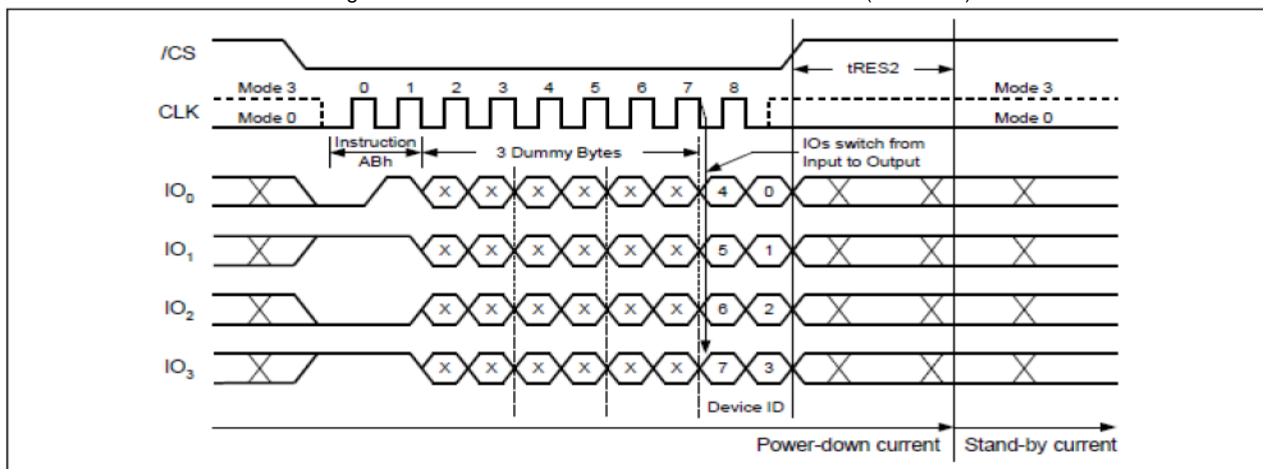 /CS
tRES2
Mode 3 0 1 2 3 4 5 6 7 8 Mode 3
CLK
Mode 0 Mode 0
Instruction ABh 3 Dummy Bytes IOs switch from
Input to Output
IO0 X X X X X X X 4 0 X X X
IO1 X X X X X X 5 1
IO2 X X X X X X X 6 2 X X X
IO3 X X X X X X X 7 3 X X X
Device ID
Power-down current Stand-by current